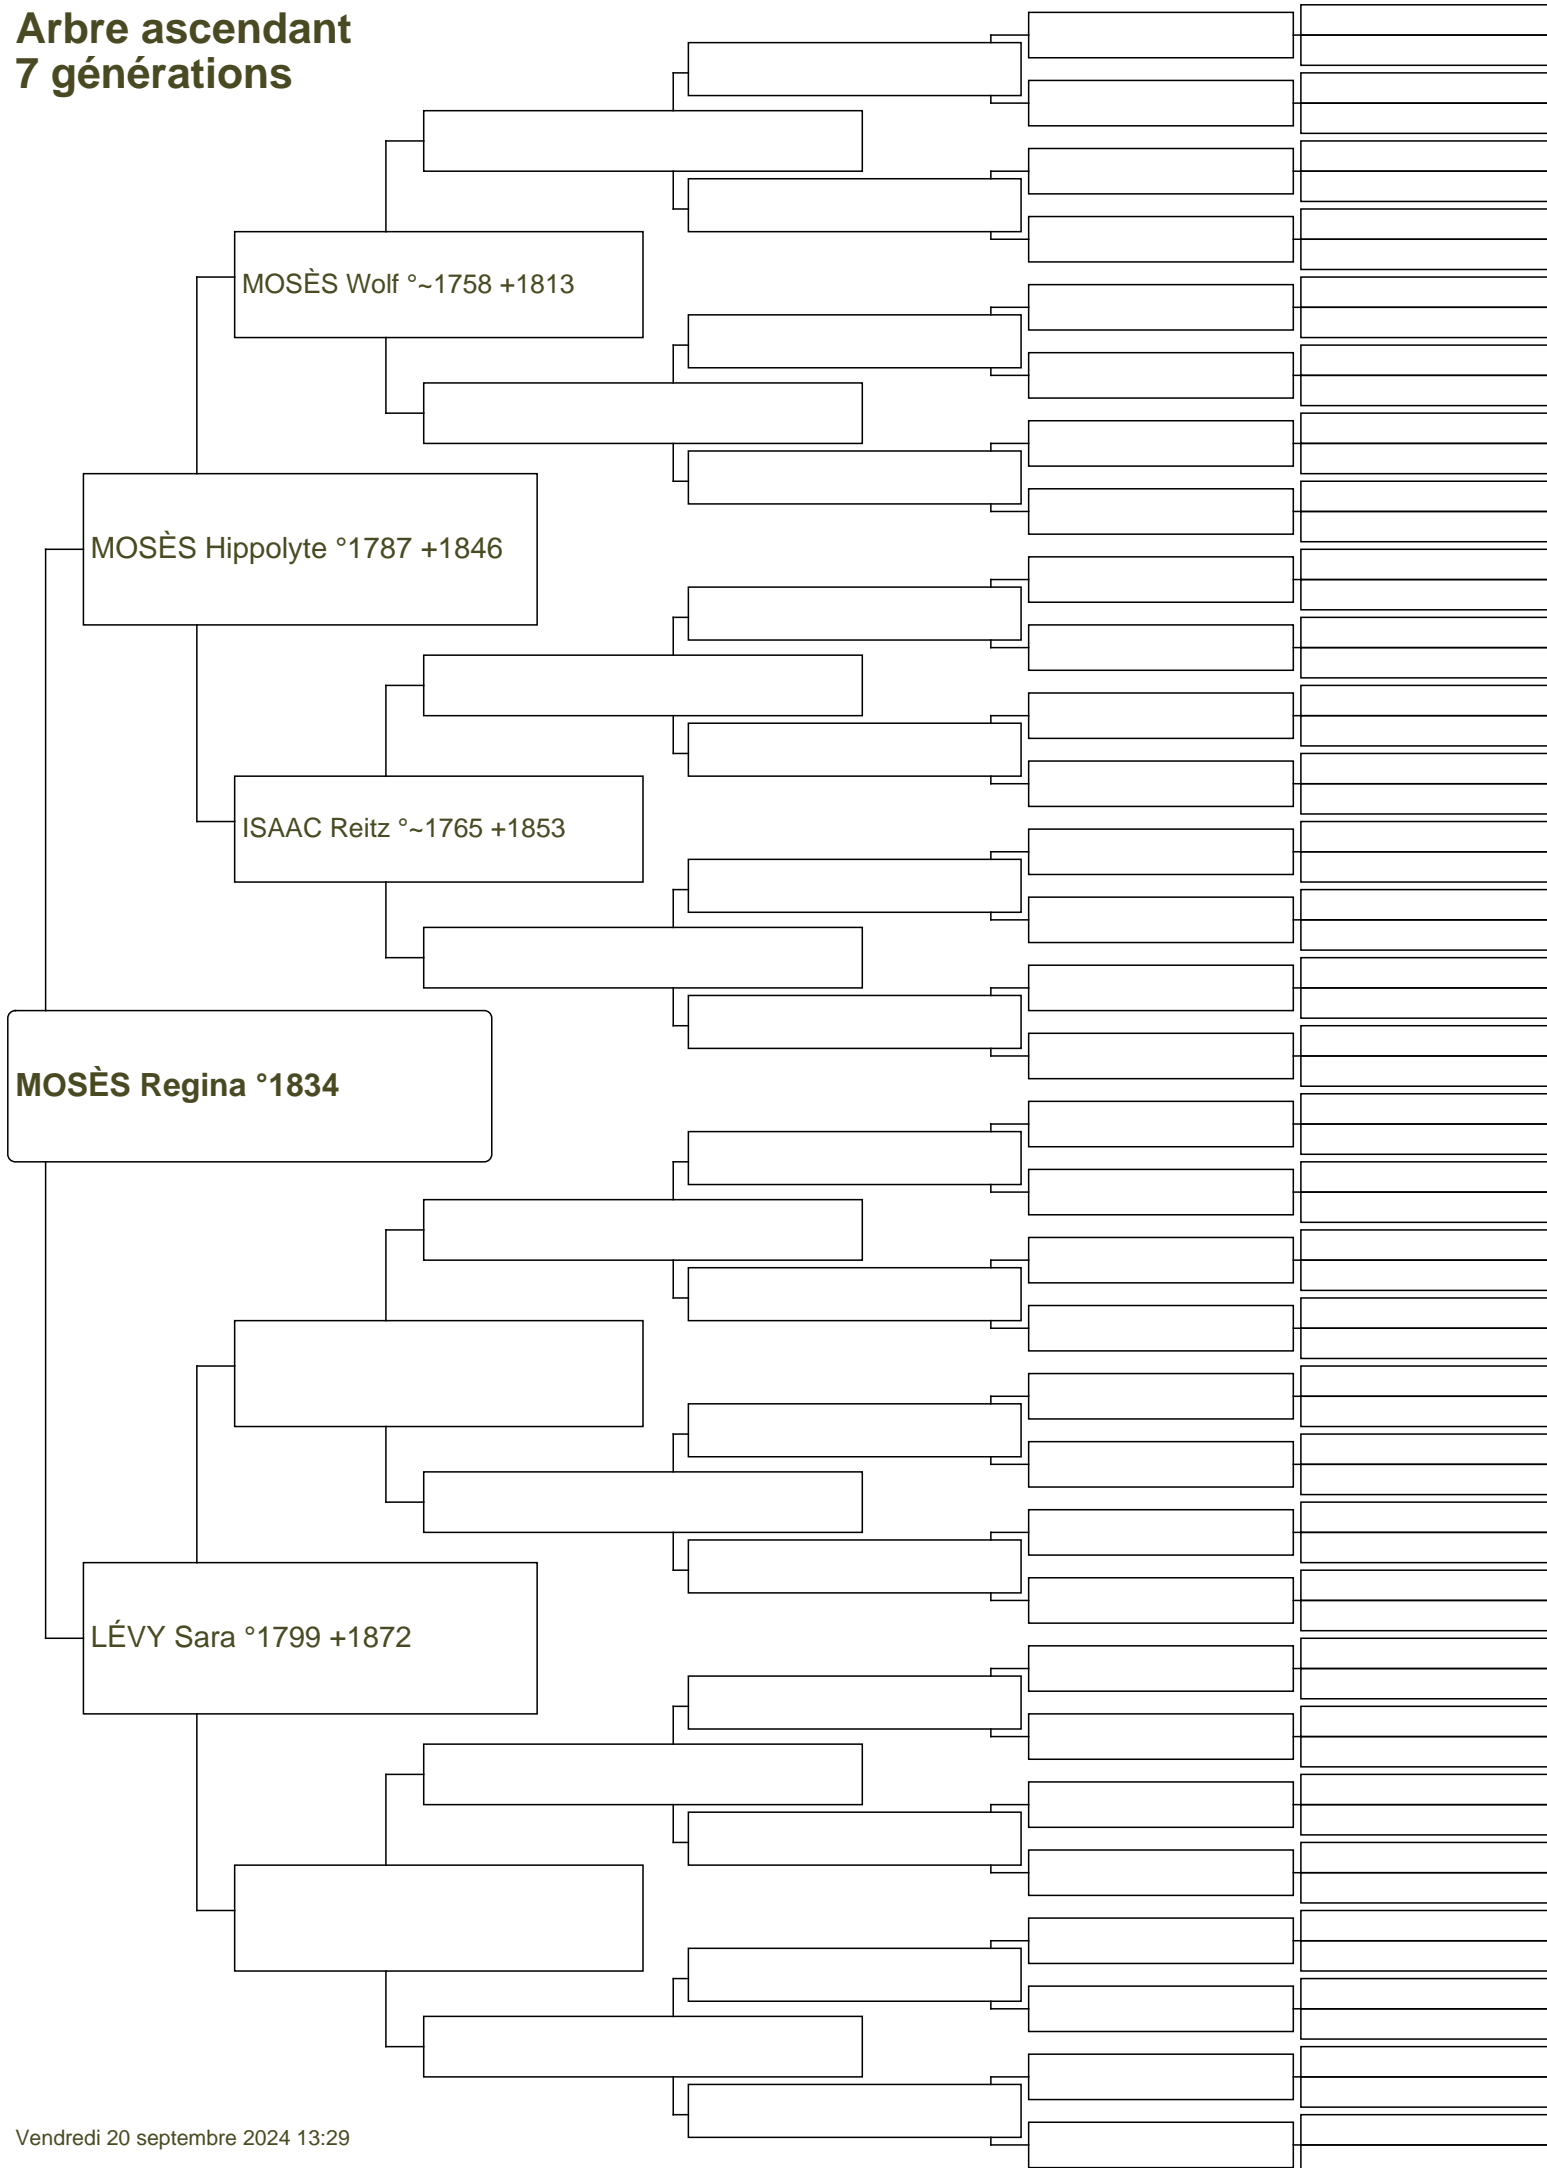 Arbre ascendant
7 générations
MOSÈS Wolf °~1758 +1813
MOSÈS Hippolyte °1787 +1846
ISAAC Reitz °~1765 +1853
MOSÈS Regina °1834
LÉVY Sara °1799 +1872
Vendredi 20 septembre 2024 13:29